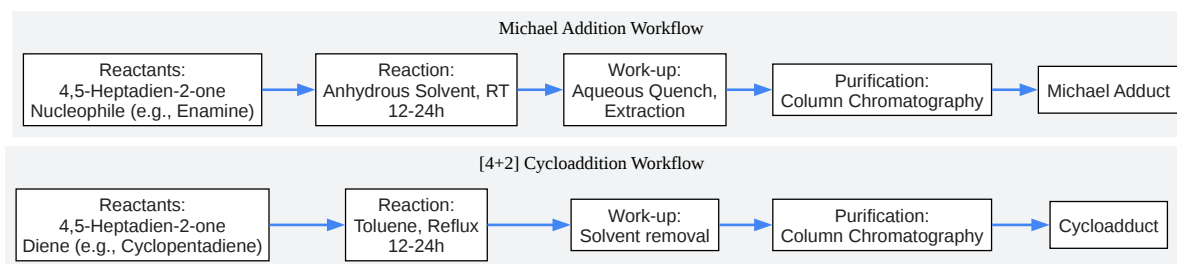 Michael Addition Workflow
Reactants:
4,5-Heptadien-2-one
Nucleophile (e.g., Enamine)
Reaction:
Anhydrous Solvent, RT
12-24h
Work-up:
Aqueous Quench,
Extraction
Purification:
Column Chromatography
Michael Adduct
[4+2] Cycloaddition Workflow
Reactants:
4,5-Heptadien-2-one
Diene (e.g., Cyclopentadiene)
Reaction:
Toluene, Reflux
12-24h
Work-up:
Solvent removal
Purification:
Column Chromatography
Cycloadduct